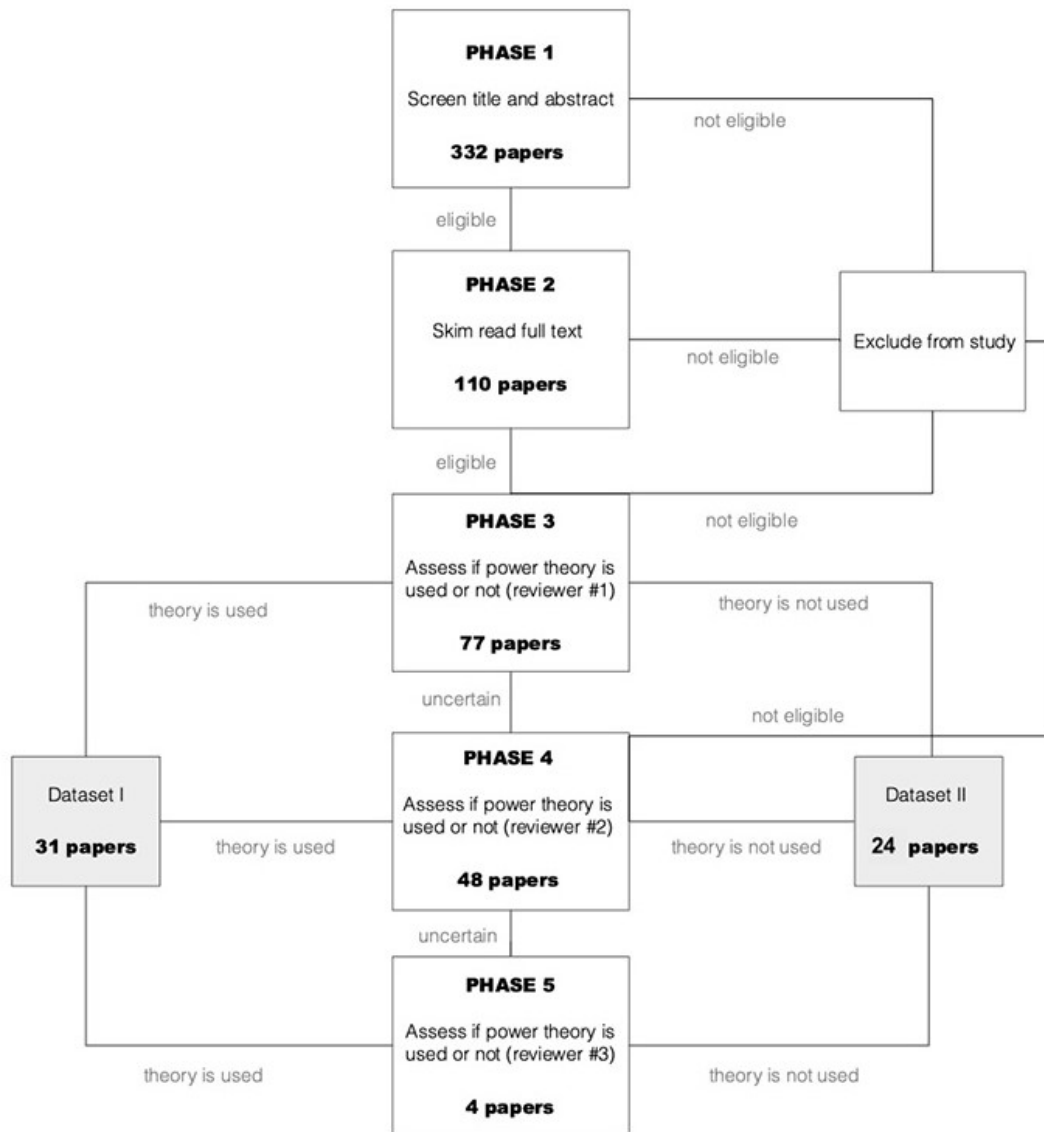 PHASE 1
Screen title and abstract
332 papers
not eligible
eligible
PHASE 2
Skim read full text
110 papers
not eligible
Exclude from study
eligible
not eligible
PHASE 3
Assess if power theory is
used or not (reviewer #1)
77 papers
theory is used
theory is not used
uncertain
not eligible
PHASE 4
Assess if power theory is
used or not (reviewer #2)
48 papers
Dataset I
31 papers
theory is used
theory is not used
Dataset II
24 papers
uncertain
PHASE 5
Assess if power theory is
used or not (reviewer #3)
4 papers
theory is used
theory is not used